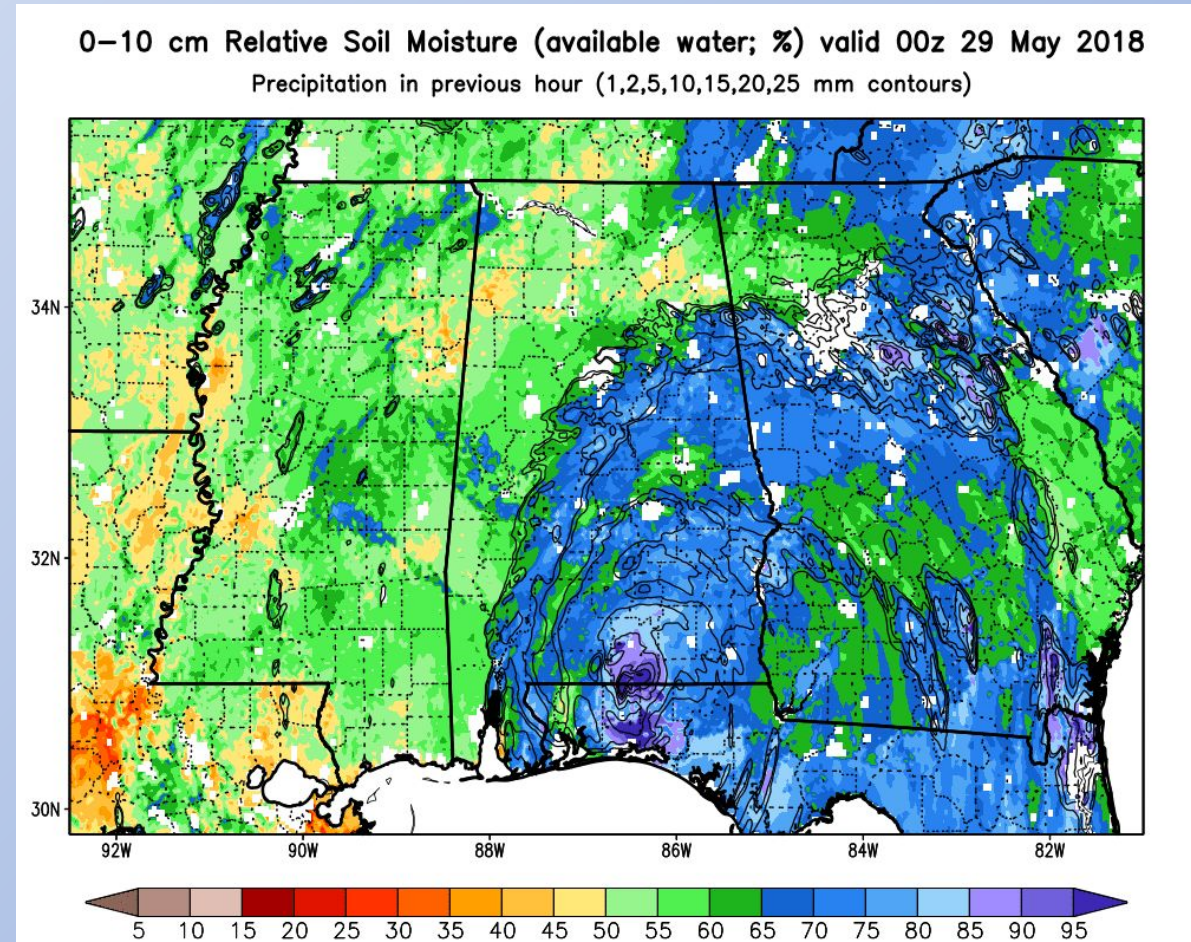 0-10 cm Relative Soil Moisture (available water; %) valid 00z 29 May 2018
Precipitation in previous hour (1,2,5,10,15,20,25 mm contours)
34N
32N
30N
92W 90W 88W 86W 84W 82W
5 10 15 20 25 30 35 40 45 50 55 60 65 70 75 80 85 90 95